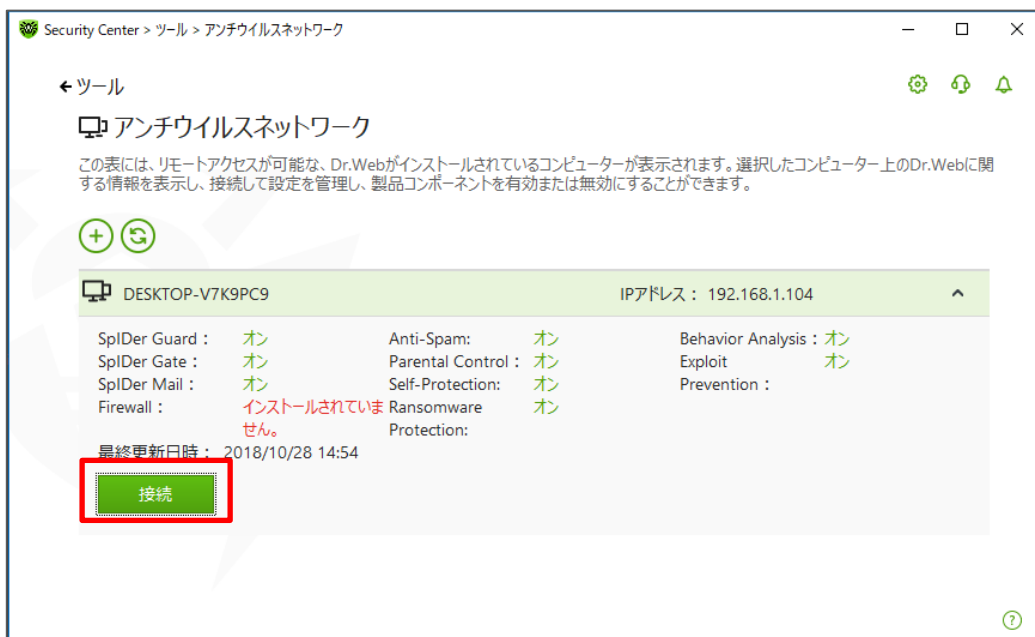 Security Center > ツール > アンチウイルスネットワーク
ツール
アンチウイルスネットワーク
この表には、リモートアクセスが可能な、Dr.Webがインストールされているコンピューターが表示されます。選択したコンピューター上のDr.Webに関
する情報を表示し、接続して設定を管理し、製品コンポーネントを有効または無効にすることができます。
DESKTOP-V7K9PC9 IPアドレス： 192.168.1.104
SpIDer Guard： オン Anti-Spam: オン Behavior Analysis： オン
SpIDer Gate： オン Parental Control： オン Exploit オン
SpIDer Mail： オン Self-Protection: オン Prevention：
Firewall： インストールされていま Ransomware オン
せん。 Protection:
最終更新日時： 2018/10/28 14:54
接続